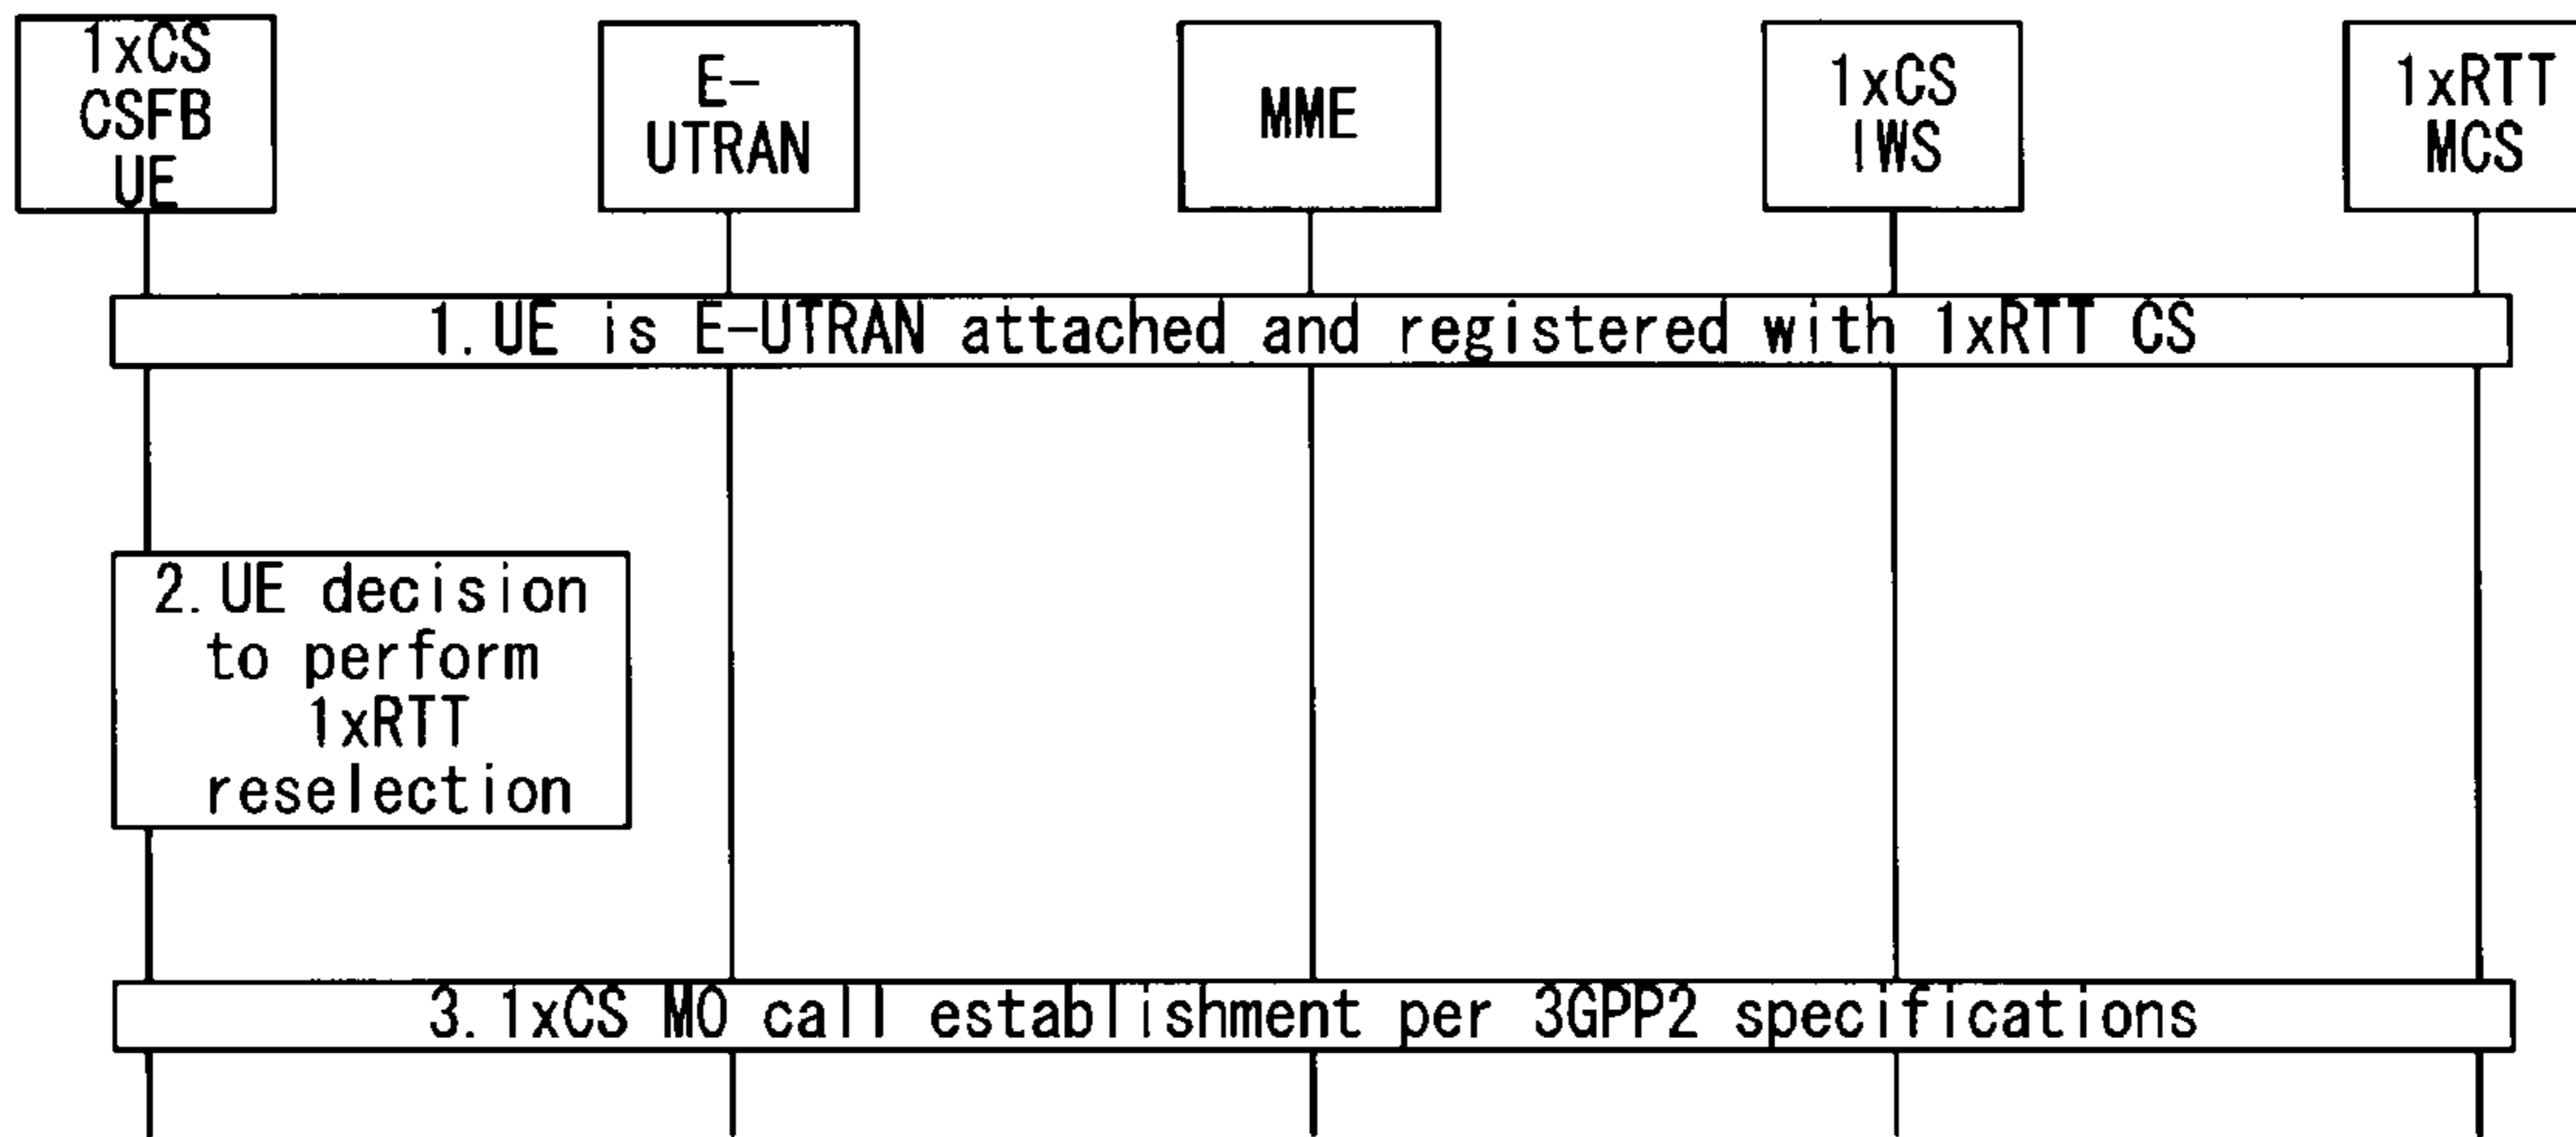 1xCS
CSFB
UE
E-
UTRAN
MME
1xCS
IWS
1xRTT
MCS
1. UE is E-UTRAN attached and registered with 1xRTT CS
2. UE decision
to perform
1xRTT
reselection
3. 1xCS MO call establishment per 3GPP2 specifications